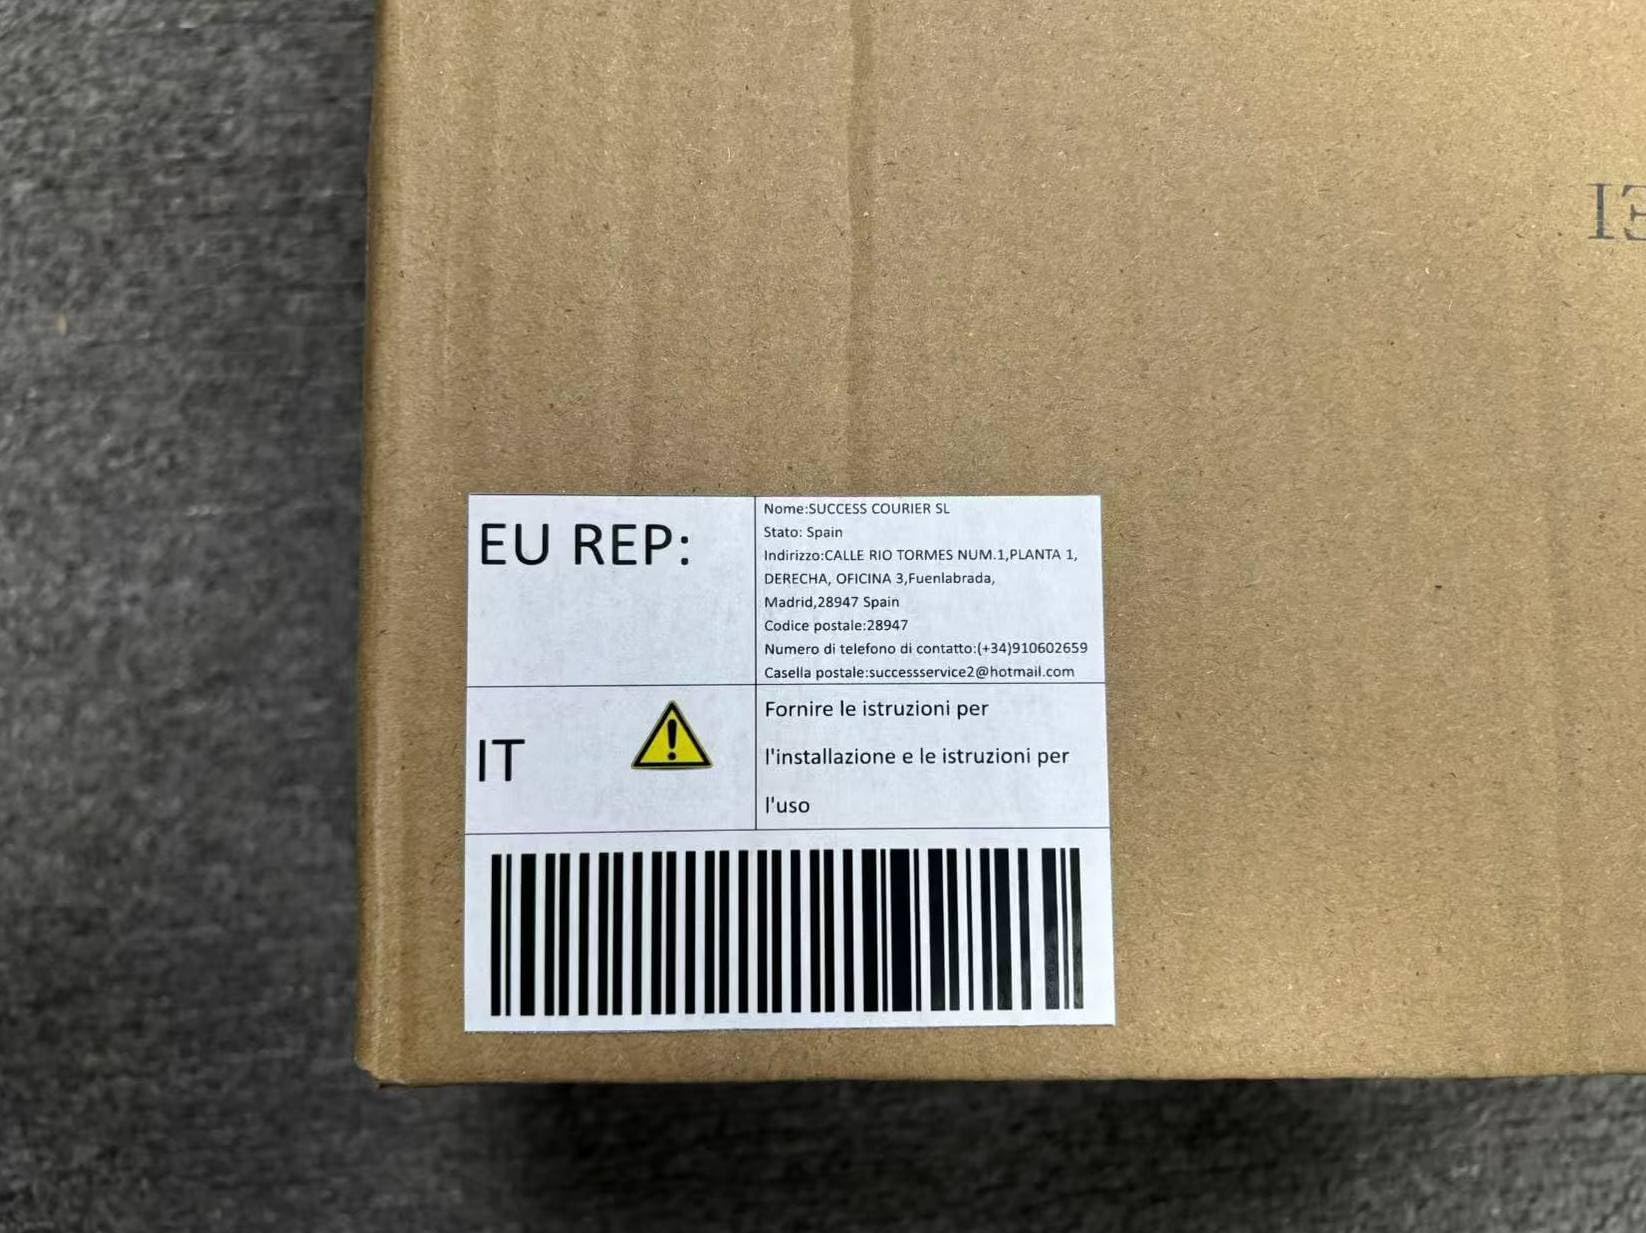 EU REP:
Nome:SUCCESS COURIER SL
Stato: Spain
Indirizzo:CALLE RIO TORMES NUM.1,PLANTA 1,
DERECHA, OFICINA 3,Fuenlabrada,
Madrid,28947 Spain
Codice postale:28947
Numero di telefono di contatto:(+34)910602659
Casella postale:successservice2@hotmail.com
IT
Fornire le istruzioni per
l'installazione e le istruzioni per
l'uso